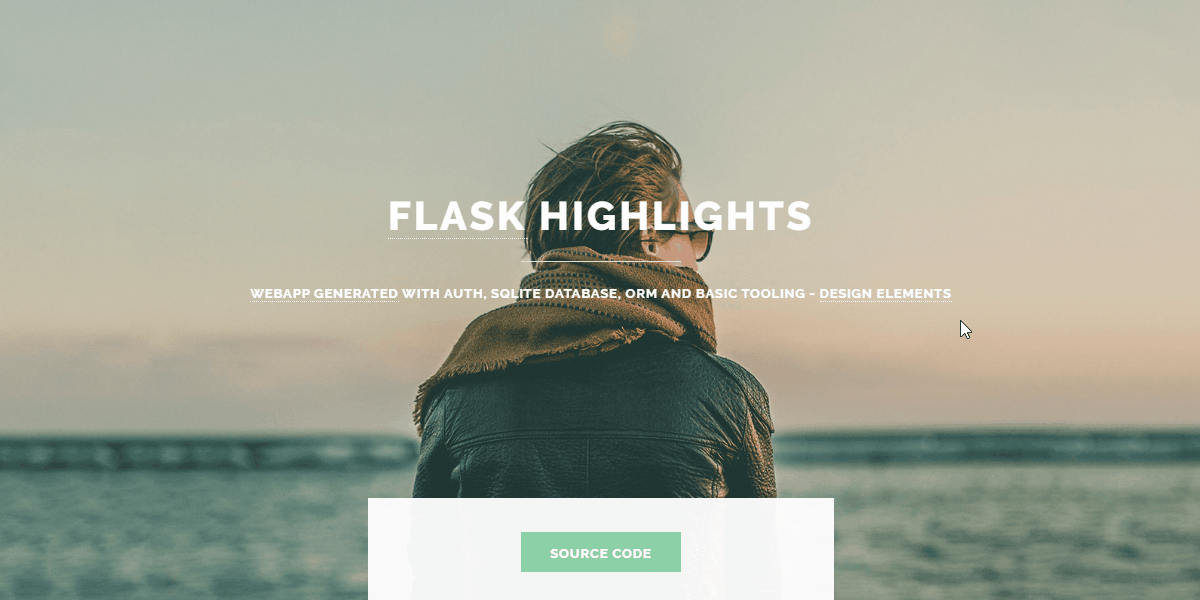 FLASK HIGHLIGHTS
WEBAPP GENERATED WITH AUTH, SQLITE DATABASE, ORM AND BASIC TOOLING - DESIGN ELEMENTS
SOURCE CODE